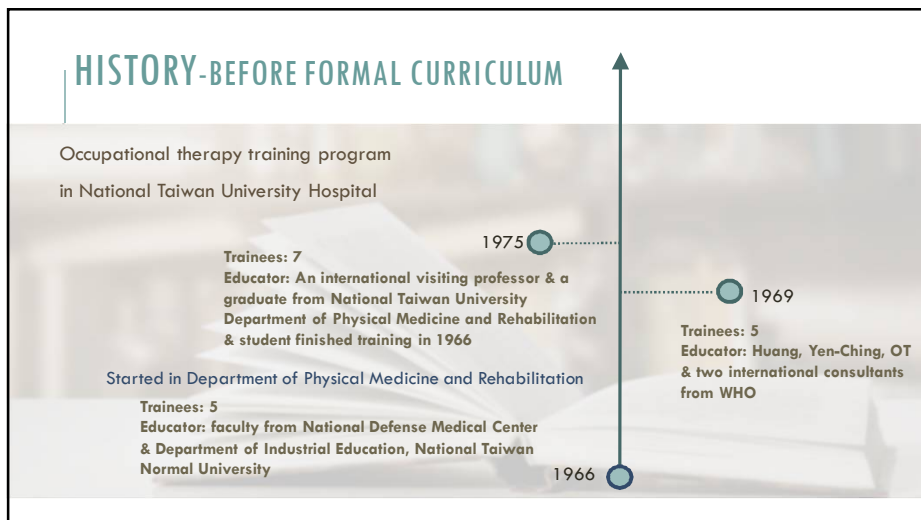 HISTORY-BEFORE FORMAL CURRICULUM
Occupational therapy training program
in National Taiwan University Hospital
1975
Trainees: 7
Educator: An international visiting professor & a
graduate from National Taiwan University
Department of Physical Medicine and Rehabilitation
& student finished training in 1966
1969
Trainees: 5
Educator: Huang, Yen-Ching, OT
& two international consultants
from WHO
Started in Department of Physical Medicine and Rehabilitation
Trainees: 5
Educator: faculty from National Defense Medical Center
& Department of Industrial Education, National Taiwan
Normal University
1966